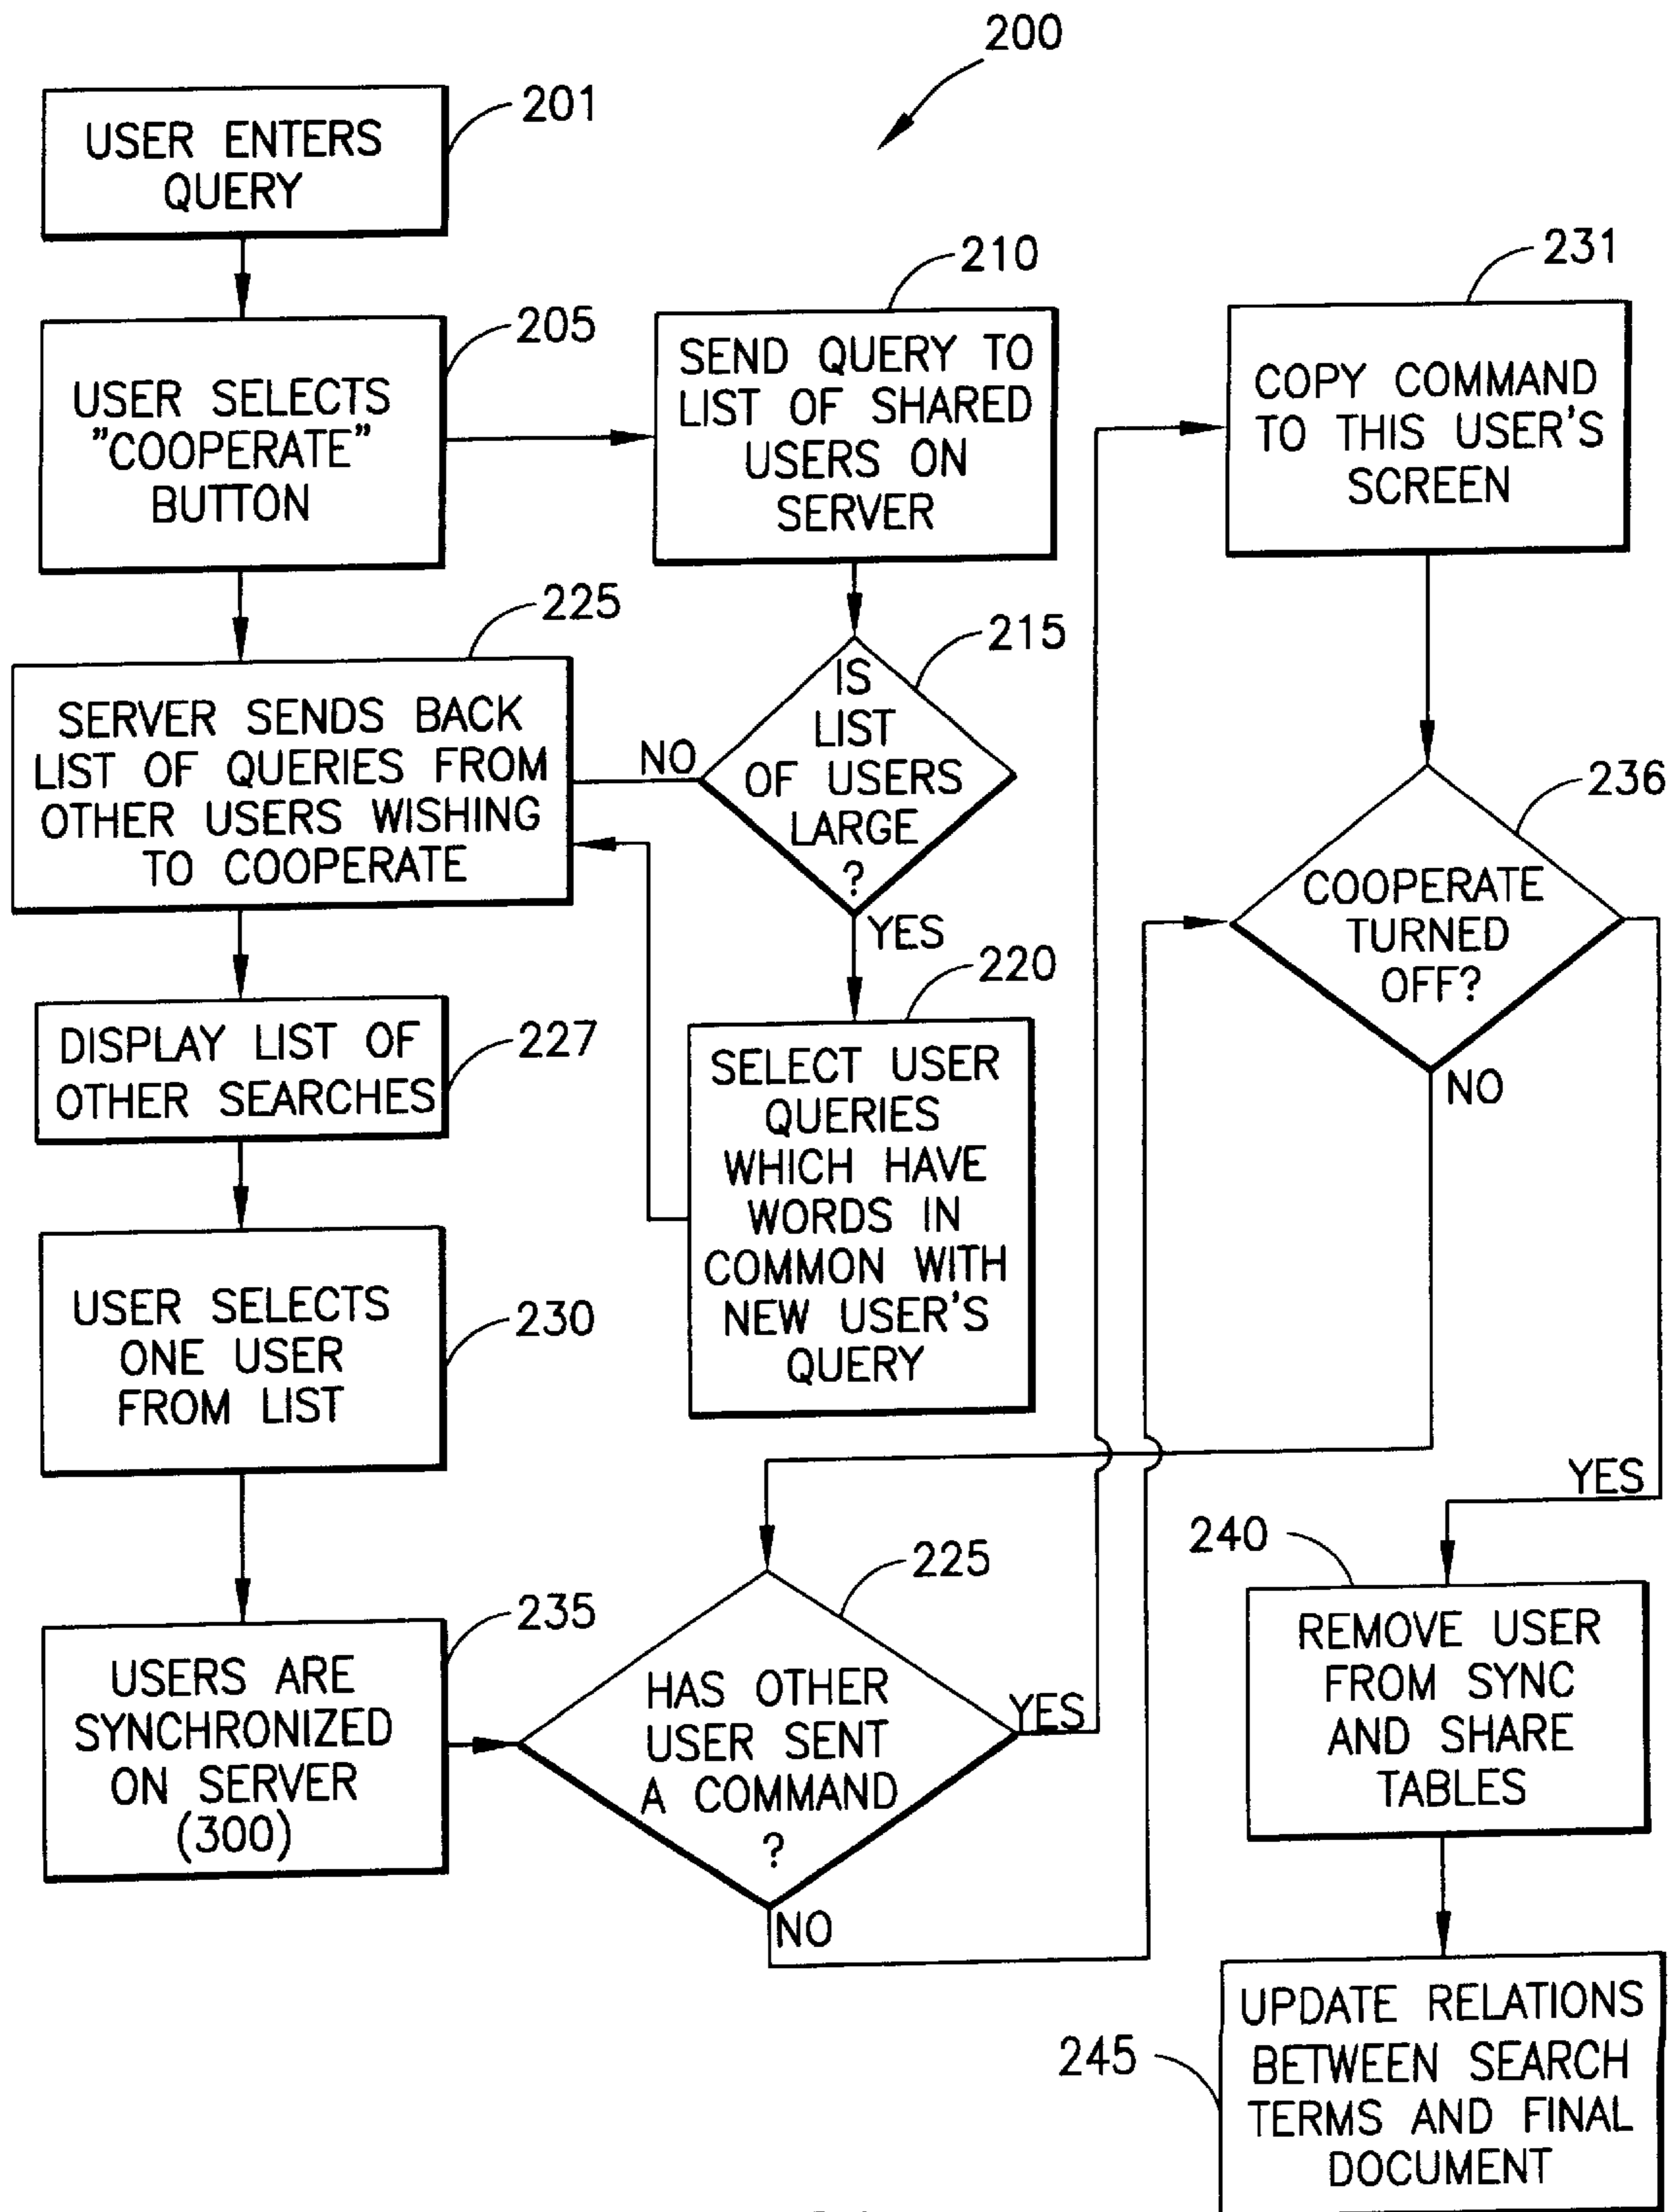 200
201
USER ENTERS
QUERY
205
USER SELECTS
"COOPERATE"
BUTTON
210
SEND QUERY TO
LIST OF SHARED
USERS ON
SERVER
231
COPY COMMAND
TO THIS USER'S
SCREEN
225
SERVER SENDS BACK
LIST OF QUERIES FROM
OTHER USERS WISHING
TO COOPERATE
NO
215
IS
LIST
OF USERS
LARGE
?
YES
236
COOPERATE
TURNED
OFF?
NO
YES
227
DISPLAY LIST OF
OTHER SEARCHES
220
SELECT USER
QUERIES
WHICH HAVE
WORDS IN
COMMON WITH
NEW USER'S
QUERY
230
USER SELECTS
ONE USER
FROM LIST
235
USERS ARE
SYNCHRONIZED
ON SERVER
(300)
225
HAS OTHER
USER SENT
A COMMAND
?
YES
NO
240
REMOVE USER
FROM SYNC
AND SHARE
TABLES
245
UPDATE RELATIONS
BETWEEN SEARCH
TERMS AND FINAL
DOCUMENT